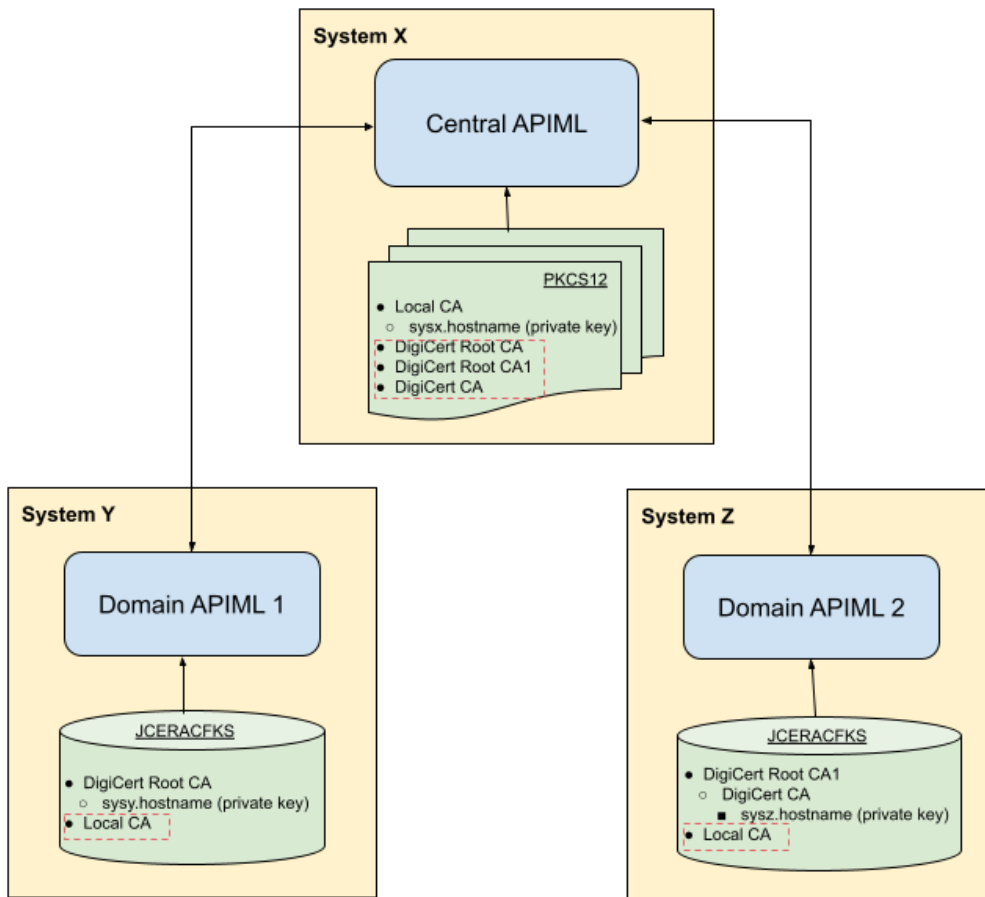 System X
Central APIML
PKCS12
● Local CA
○ sysx.hostname (private key)
● DigiCert Root CA
● DigiCert Root CA1
● DigiCert CA
System Y
Domain APIML 1
JCERACFKS
● DigiCert Root CA
○ sysy.hostname (private key)
● Local CA
System Z
Domain APIML 2
JCERACFKS
● DigiCert Root CA1
○ DigiCert CA
■ sysz.hostname (private key)
● Local CA